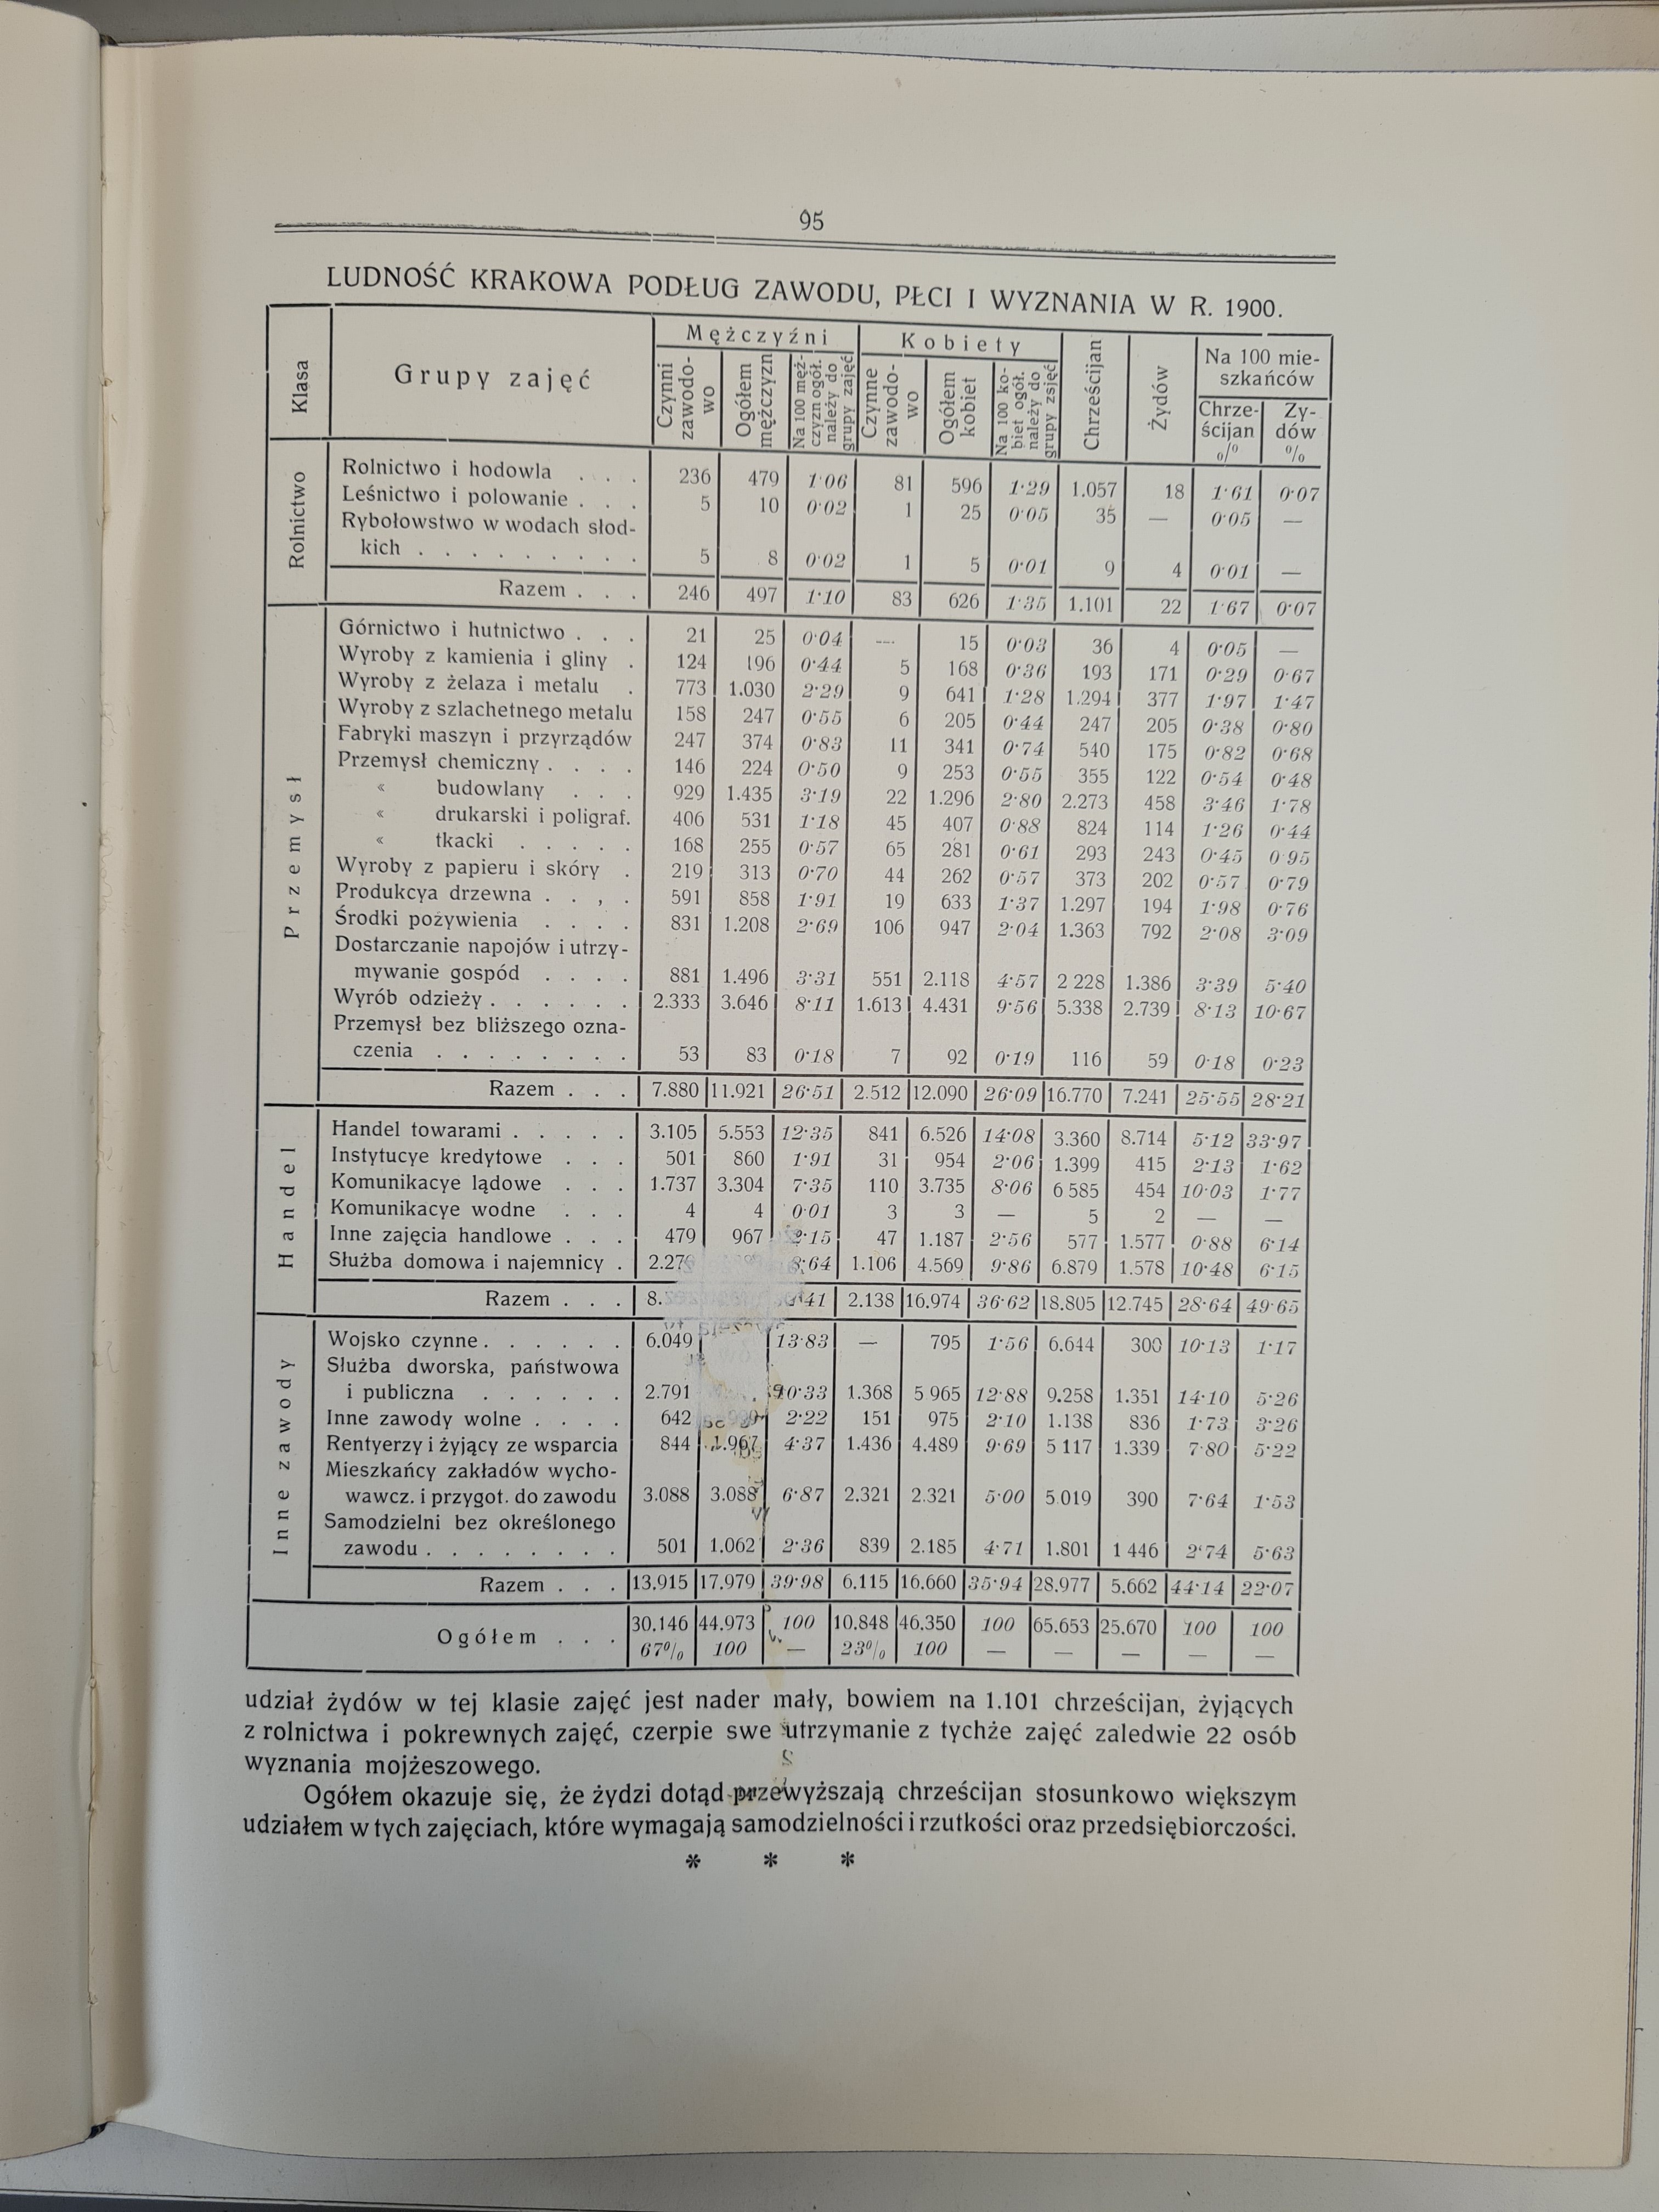 95
LUDNOŚĆ KRAKOWA PODŁUG ZAWODU, PŁCI I WYZNANIA W R. 1900.
Klasa Grupy zajęć Mężczyźni Kobiety Chrześcijan Żydów Na 100 mieszkańców
Czynni zawodowo Ogółem mężczyzn Na 100 mężczyzn ogół. należy do grupy zajęć Czynne zawodowo Ogółem kobiet Na 100 kobiet ogół. należy do grupy zsjęć Chrześcijan % Zydów %
Rolnictwo
Rolnictwo i hodowla . . . 236 479 1·06 81 596 1·29 1.057 18 1·61 0·07
Leśnictwo i polowanie . . . 5 10 0·02 1 25 0·05 35 — 0·05 —
Rybołowstwo w wodach słod-
kich . . . . . . . . . 5 8 0·02 1 5 0·01 9 4 0·01 —
Razem . . . 246 497 1·10 83 626 1·35 1.101 22 1·67 0·07
Przemysł
Górnictwo i hutnictwo . . . 21 25 0·04 — 15 0·03 36 4 0·05 —
Wyroby z kamienia i gliny . 124 196 0·44 5 168 0·36 193 171 0·29 0·67
Wyroby z żelaza i metalu . 773 1.030 2·29 9 641 1·28 1.294 377 1·97 1·47
Wyroby z szlachetnego metalu 158 247 0·55 6 205 0·44 247 205 0·38 0·80
Fabryki maszyn i przyrządów 247 374 0·83 11 341 0·74 540 175 0·82 0·68
Przemysł chemiczny . . . . 146 224 0·50 9 253 0·55 355 122 0·54 0·48
« budowlany . . . 929 1.435 3·19 22 1.296 2·80 2.273 458 3·46 1·78
« drukarski i poligraf. 406 531 1·18 45 407 0·88 824 114 1·26 0·44
« tkacki . . . . . 168 255 0·57 65 281 0·61 293 243 0·45 0·95
Wyroby z papieru i skóry . 219 313 0·70 44 262 0·57 373 202 0·57 0·79
Produkcya drzewna . . , . 591 858 1·91 19 633 1·37 1.297 194 1·98 0·76
Środki pożywienia . . . . 831 1.208 2·69 106 947 2·04 1.363 792 2·08 3·09
Dostarczanie napojów i utrzy-
mywanie gospód . . . . 881 1.496 3·31 551 2.118 4·57 2 228 1.386 3·39 5·40
Wyrób odzieży . . . . . . 2.333 3.646 8·11 1.613 4.431 9·56 5.338 2.739 8·13 10·67
Przemysł bez bliższego ozna-
czenia . . . . . . . . 53 83 0·18 7 92 0·19 116 59 0·18 0·23
Razem . . . 7.880 11.921 26·51 2.512 12.090 26·09 16.770 7.241 25·55 28·21
Handel
Handel towarami . . . . . 3.105 5.553 12·35 841 6.526 14·08 3.360 8.714 5·12 33·97
Instytucye kredytowe . . . 501 860 1·91 31 954 2·06 1.399 415 2·13 1·62
Komunikacye lądowe . . . 1.737 3.304 7·35 110 3.735 8·06 6 585 454 10·03 1·77
Komunikacye wodne . . . 4 4 0·01 3 3 — 5 2 — —
Inne zajęcia handlowe . . . 479 967 2·15 47 1.187 2·56 577 1.577 0·88 6·14
Służba domowa i najemnicy . 8·64 1.106 4.569 9·86 6.879 1.578 10·48 6·15
Razem . . . 2.138 16.974 36·62 18.805 12.745 28·64 49·65
Inne zawody
Wojsko czynne . . . . . . 6.049 13·83 — 795 1·56 6.644 300 10·13 1·17
Służba dworska, państwowa
i publiczna . . . . . . 2.791 10·33 1.368 5 965 12·88 9.258 1.351 14·10 5·26
Inne zawody wolne . . . . 642 2·22 151 975 2·10 1.138 836 1·73 3·26
Rentyerzy i żyjący ze wsparcia 844 1.967 4·37 1.436 4.489 9·69 5 117 1.339 7·80 5·22
Mieszkańcy zakładów wycho-
wawcz. i przygot. do zawodu 3.088 3.088 6·87 2.321 2.321 5·00 5.019 390 7·64 1·53
Samodzielni bez określonego
zawodu . . . . . . . . 501 1.062 2·36 839 2.185 4·71 1.801 1 446 2·74 5·63
Razem . . . 13.915 17.979 39·98 6.115 16.660 35·94 28.977 5.662 44·14 22·07
Ogółem . . . 30.146 44.973 100 10.848 46.350 100 65.653 25.670 100 100
67% 100 — 23% 100 — — — — —
udział żydów w tej klasie zajęć jest nader mały, bowiem na 1.101 chrześcijan, żyjących
z rolnictwa i pokrewnych zajęć, czerpie swe utrzymanie z tychże zajęć zaledwie 22 osób
wyznania mojżeszowego.
Ogółem okazuje się, że żydzi dotąd przewyższają chrześcijan stosunkowo większym
udziałem w tych zajęciach, które wymagają samodzielności i rzutkości oraz przedsiębiorczości.
* * *